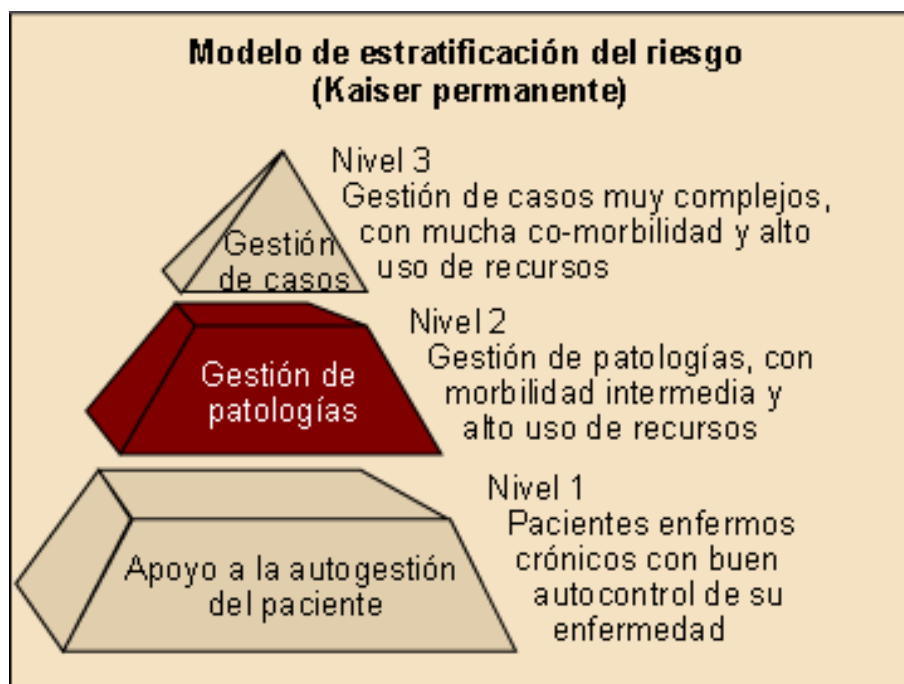 Modelo de estratificación del riesgo
(Kaiser permanente)
Nivel 3
Gestión de casos muy complejos,
con mucha co-morbilidad y alto
uso de recursos
Gestión
de casos
Nivel 2
Gestión de patologías, con
morbilidad intermedia y
alto uso de recursos
Gestión de
patologías
Nivel 1
Pacientes enfermos
crónicos con buen
autocontrol de su
enfermedad
Apoyo a la autogestión
del paciente